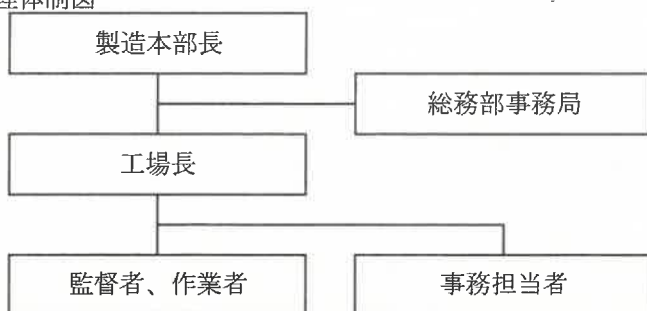 製造本部長
総務部事務局
工場長
監督者、作業者
事務担当者